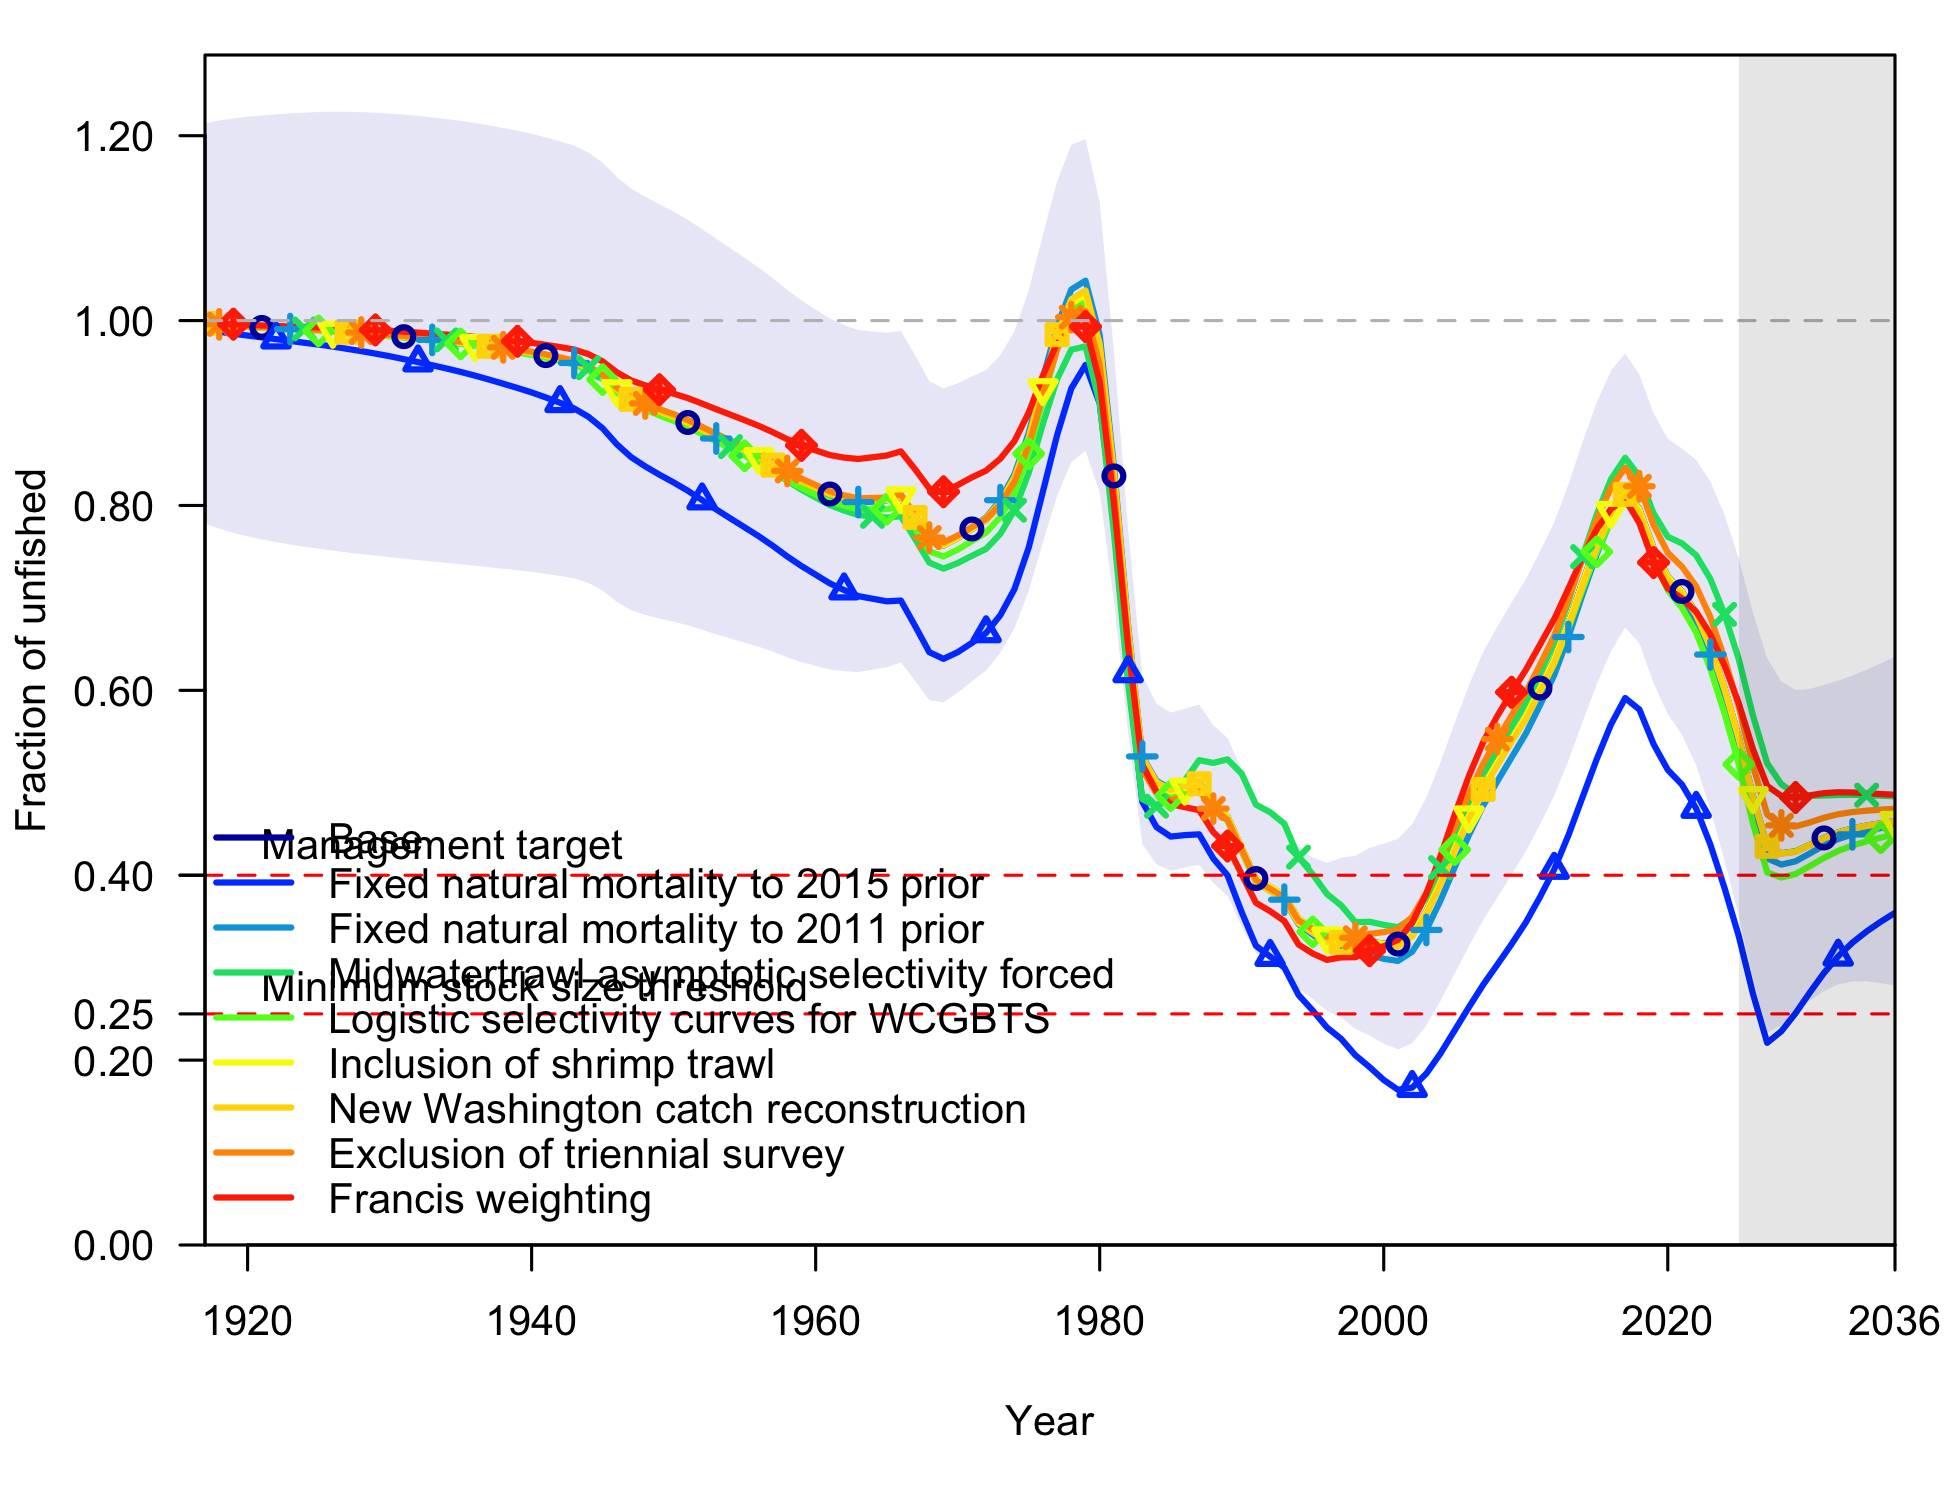 1.20
1.00
0.80
0.60
0.40
0.25
0.20
0.00
Fraction of unfished
Base
Management target
Fixed natural mortality to 2015 prior
Fixed natural mortality to 2011 prior
Midwatertrawl asymptotic selectivity forced
Minimum stock size threshold
Logistic selectivity curves for WCGBTS
Inclusion of shrimp trawl
New Washington catch reconstruction
Exclusion of triennial survey
Francis weighting
1920 1940 1960 1980 2000 2020 2036
Year